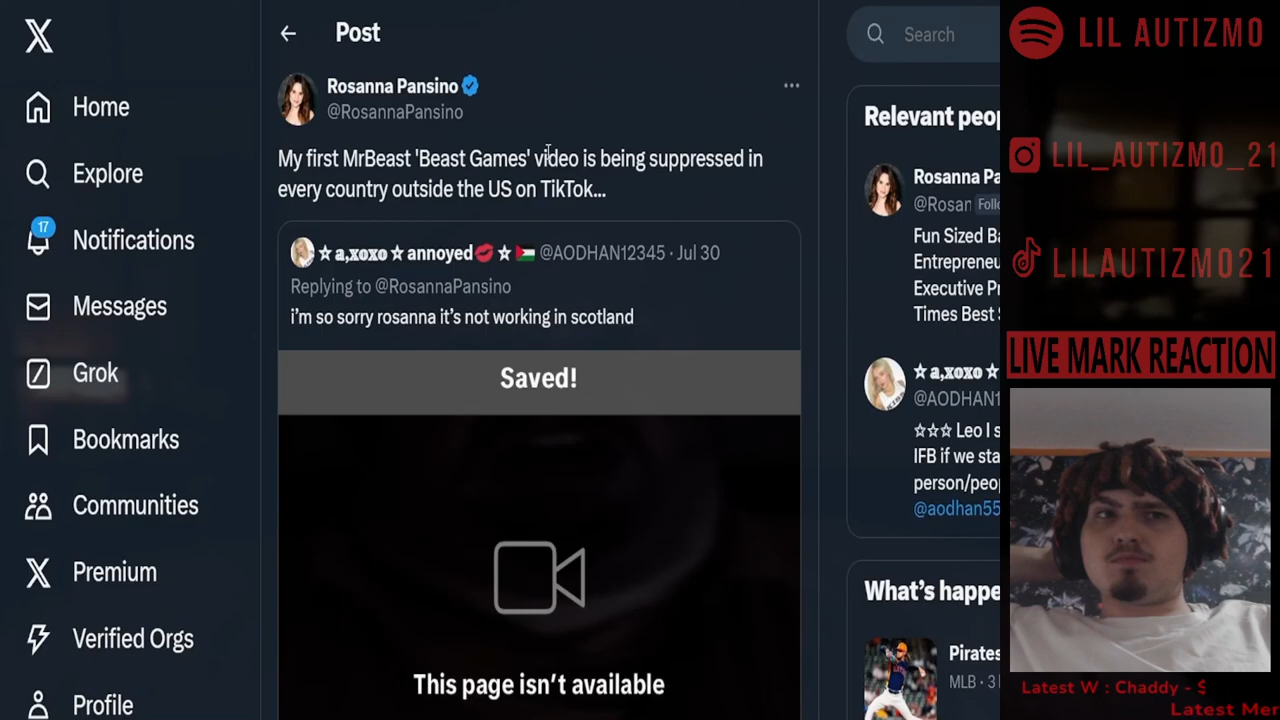 Home
Explore
17
Notifications
Messages
Grok
Bookmarks
Communities
Premium
Verified Orgs
Profile
Post
Rosanna Pansino
@RosannaPansino
My first MrBeast 'Beast Games' video is being suppressed in
every country outside the US on TikTok...
☆ a,xoxo ☆ annoyed💋☆ 🇵🇸 @AODHAN12345 · Jul 30
Replying to @RosannaPansino
i'm so sorry rosanna it's not working in scotland
Saved!
This page isn't available
Search
Relevant peop
Rosanna Pa
@Rosan Follo
Fun Sized Ba
Entrepreneu
Executive Pr
Times Best S
☆ a,xoxo ☆
@AODHAN1
☆☆☆ Leo I s
IFB if we sta
person/peop
@aodhan55
What's happe
Pirates
MLB · 3
LIL AUTIZMO
LIL_AUTIZMO_21
LILAUTIZMO21
LIVE MARK REACTION
Latest W : Chaddy - $
Latest Mer